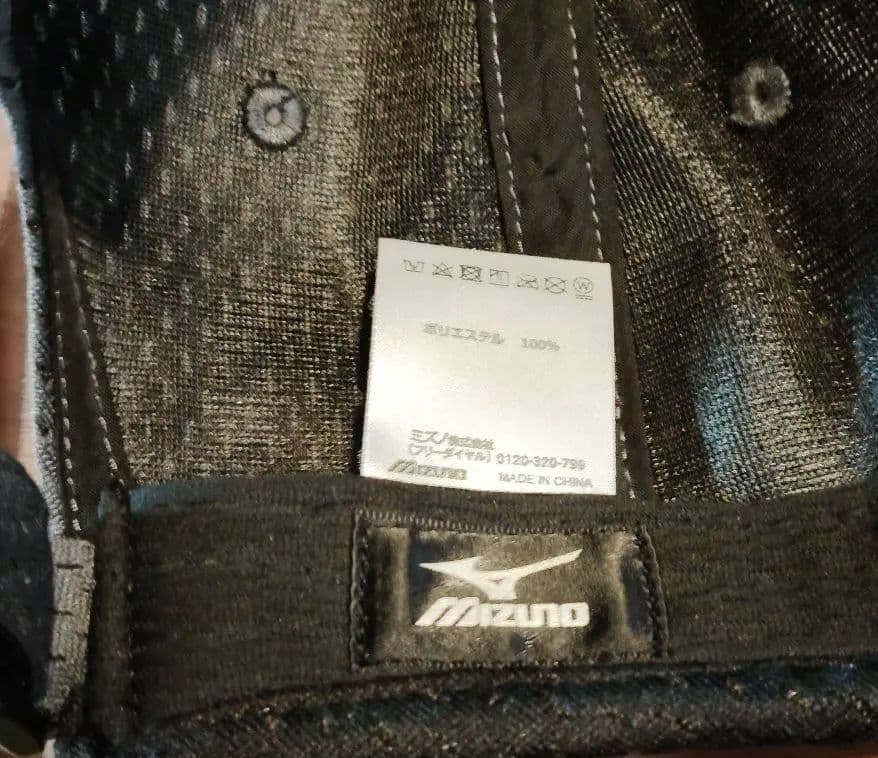 ポリエステル 100%
ミズノ株式会社
(フリーダイヤル) 0120-320-799
MIZUNO MADE IN CHINA
MIZUNO